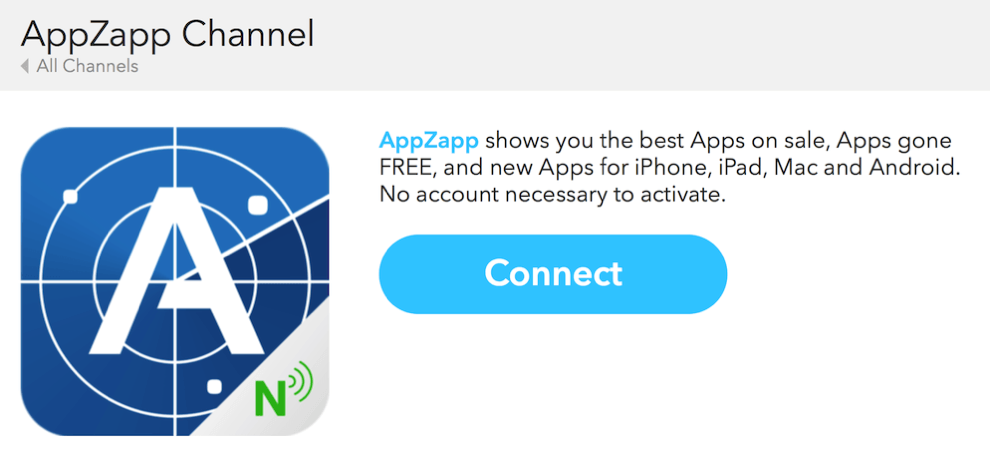 AppZapp Channel
All Channels
AppZapp shows you the best Apps on sale, Apps gone
FREE, and new Apps for iPhone, iPad, Mac and Android.
No account necessary to activate.
Connect
A
N